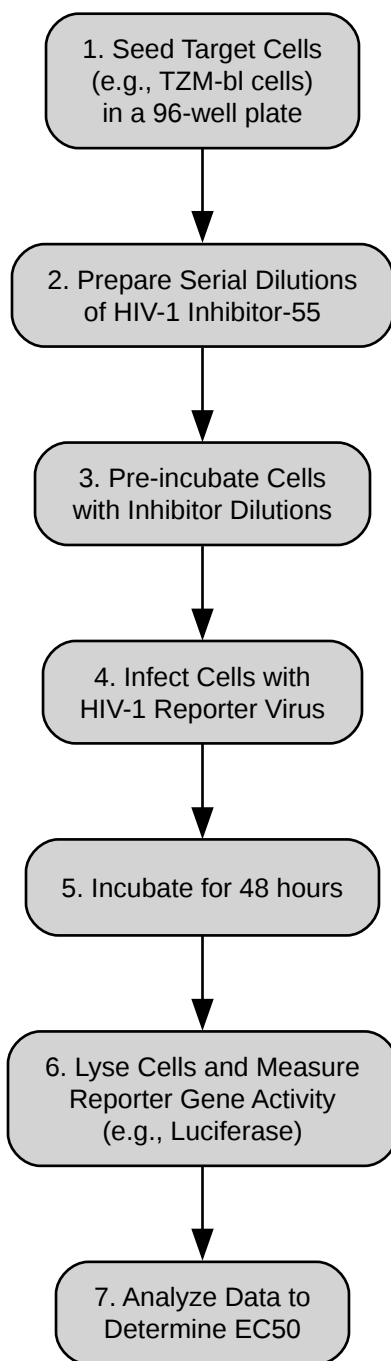 1. Seed Target Cells
(e.g., TZM-bl cells)
in a 96-well plate
2. Prepare Serial Dilutions
of HIV-1 Inhibitor-55
3. Pre-incubate Cells
with Inhibitor Dilutions
4. Infect Cells with
HIV-1 Reporter Virus
5. Incubate for 48 hours
6. Lyse Cells and Measure
Reporter Gene Activity
(e.g., Luciferase)
7. Analyze Data to
Determine EC50